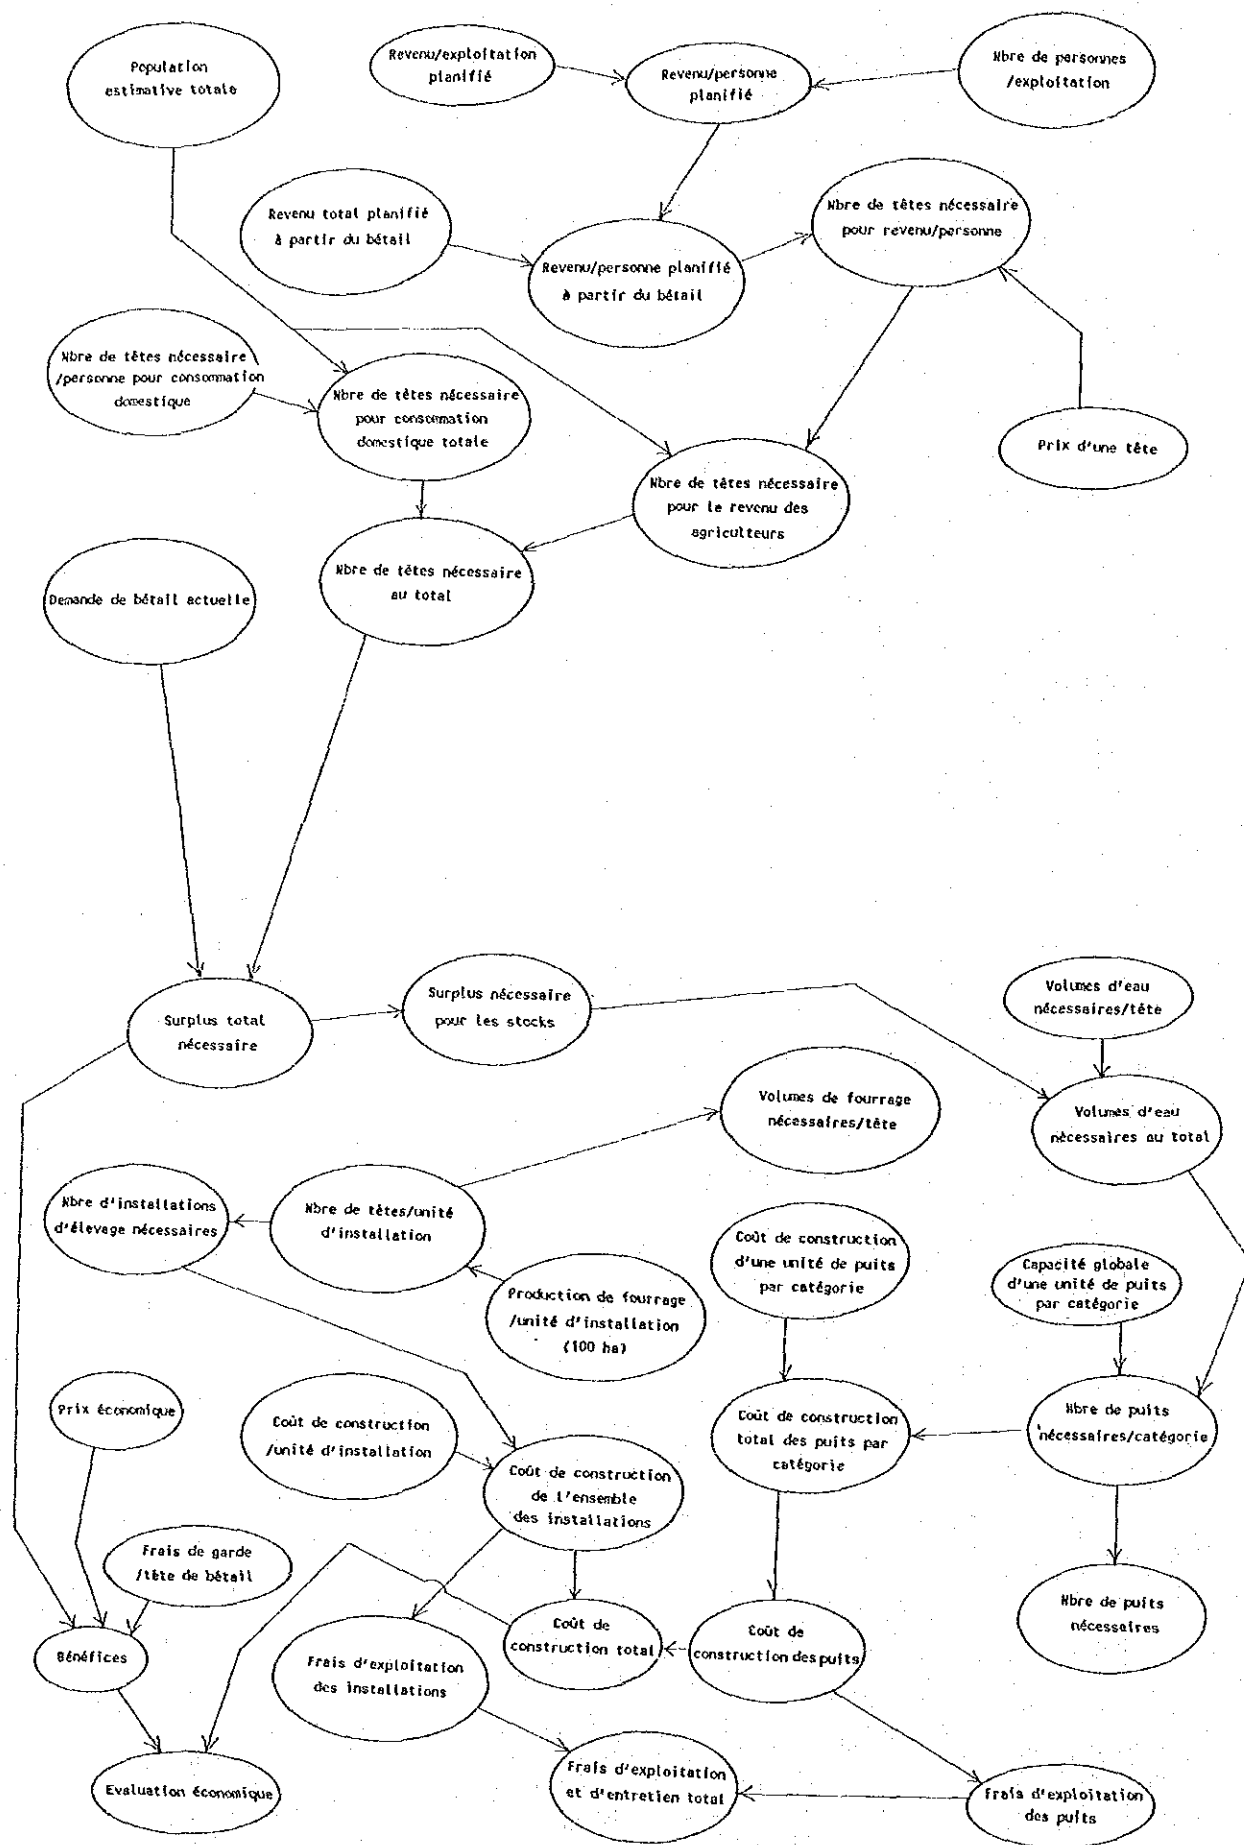 Population
estimative totale
Revenu/exploitation
planifié
Revenu/personne
planifié
Nbre de personnes
/exploitation
Revenu total planifié
à partir du bétail
Revenu/personne planifié
à partir du bétail
Nbre de têtes nécessaire
pour revenu/personne
Nbre de têtes nécessaire
/personne pour consommation
domestique
Nbre de têtes nécessaire
pour consommation
domestique totale
Prix d'une tête
Nbre de têtes nécessaire
pour le revenu des
agriculteurs
Demande de bétail actuelle
Nbre de têtes nécessaire
au total
Surplus total
nécessaire
Surplus nécessaire
pour les stocks
Volumes d'eau
nécessaires/tête
Volumes de fourrage
nécessaires/tête
Volumes d'eau
nécessaires au total
Nbre d'installations
d'élevage nécessaires
Nbre de têtes/unité
d'installation
Coût de construction
d'une unité de puits
par catégorie
Capacité globale
d'une unité de puits
par catégorie
Production de fourrage
/unité d'installation
(100 ha)
Prix économique
Coût de construction
/unité d'installation
Coût de construction
total des puits par
catégorie
Nbre de puits
nécessaires/catégorie
Coût de construction
de l'ensemble
des installations
Frais de garde
/tête de bétail
Nbre de puits
nécessaires
Bénéfices
Frais d'exploitation
des installations
Coût de
construction total
Coût de
construction des puits
Evaluation économique
Frais d'exploitation
et d'entretien total
Frais d'exploitation
des puits